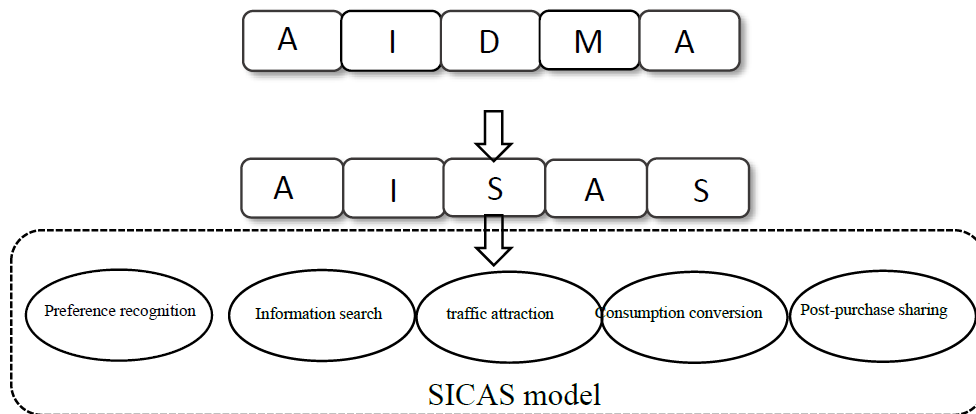 A I D M A
A I S A S
Preference recognition Information search traffic attraction Consumption conversion Post-purchase sharing
SICAS model